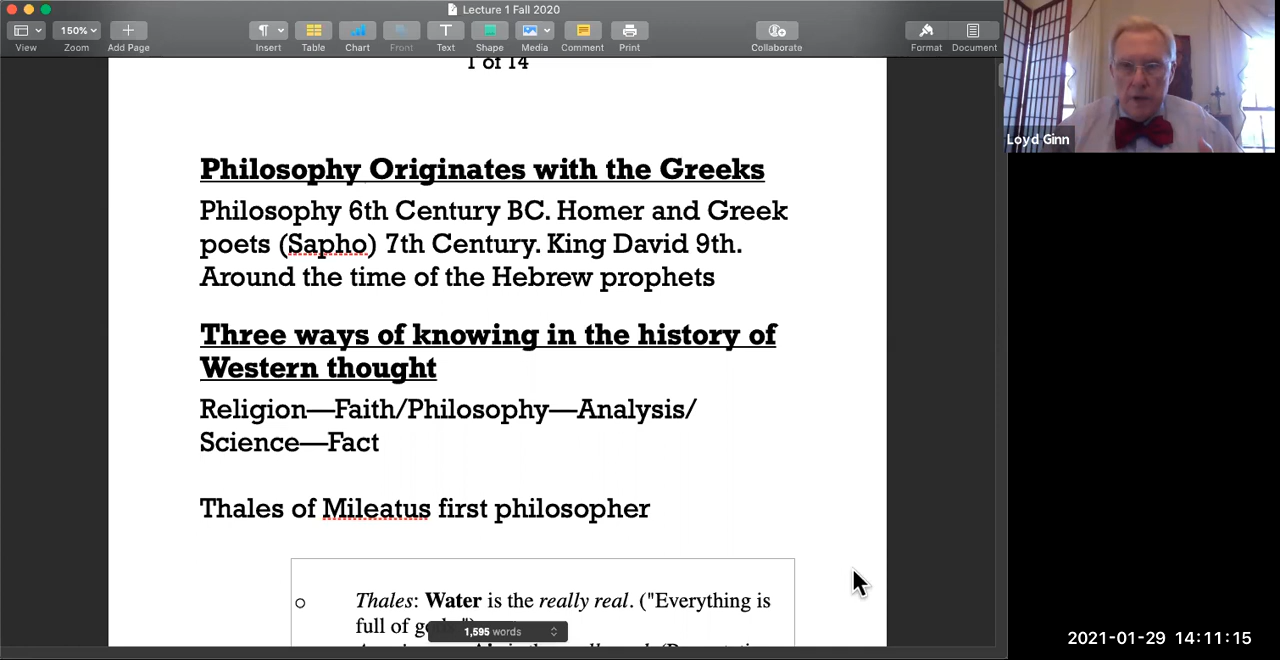 Lecture 1 Fall 2020
150%
View Zoom Add Page Insert Table Chart Front Text Shape Media Comment Print Collaborate Format Document
1 of 14
Philosophy Originates with the Greeks
Philosophy 6th Century BC. Homer and Greek
poets (Sapho) 7th Century. King David 9th.
Around the time of the Hebrew prophets
Three ways of knowing in the history of
Western thought
Religion—Faith/Philosophy—Analysis/
Science—Fact
Thales of Mileatus first philosopher
Thales: Water is the really real. ("Everything is
full of
1,595 words
Loyd Ginn
2021-01-29 14:11:15